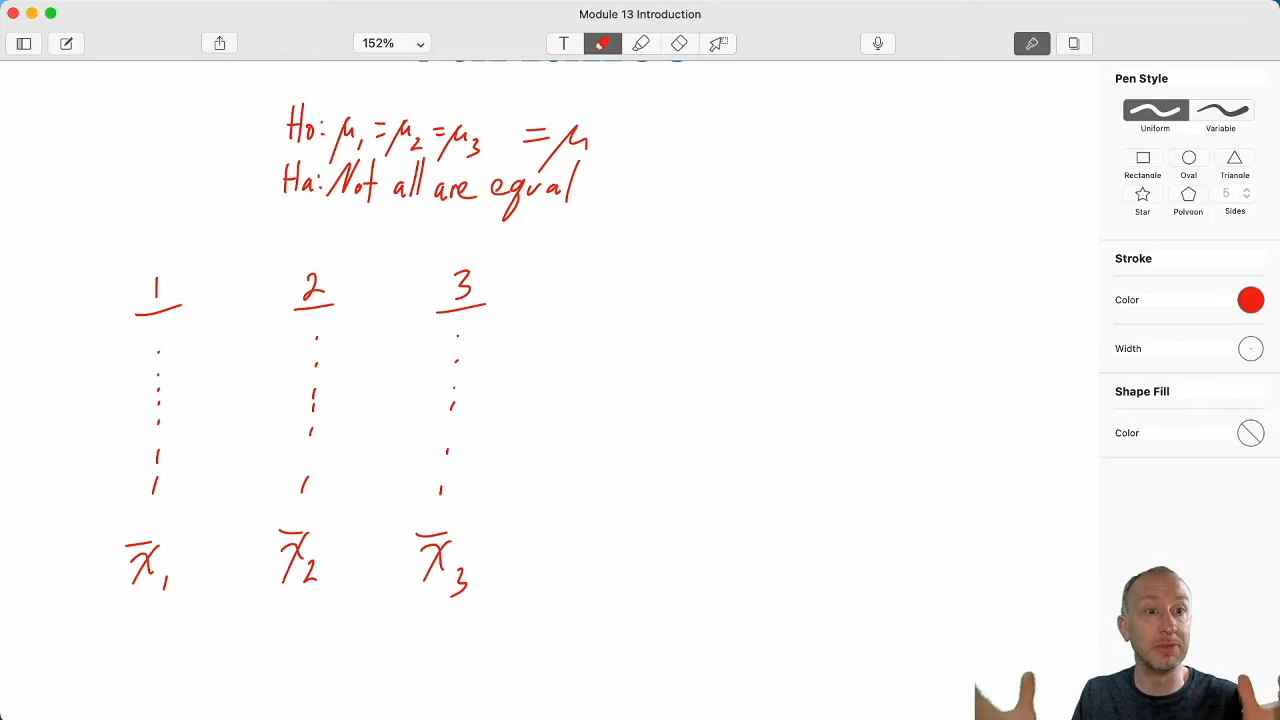 Module 13 Introduction
152%
T
Pen Style
Uniform Variable
Rectangle Oval Triangle
5
Star Polygon Sides
Stroke
Color
Width
Shape Fill
Color
Ho: μ1 = μ2 = μ3 = μ
Ha: Not all are equal
1 2 3
x̄1 x̄2 x̄3